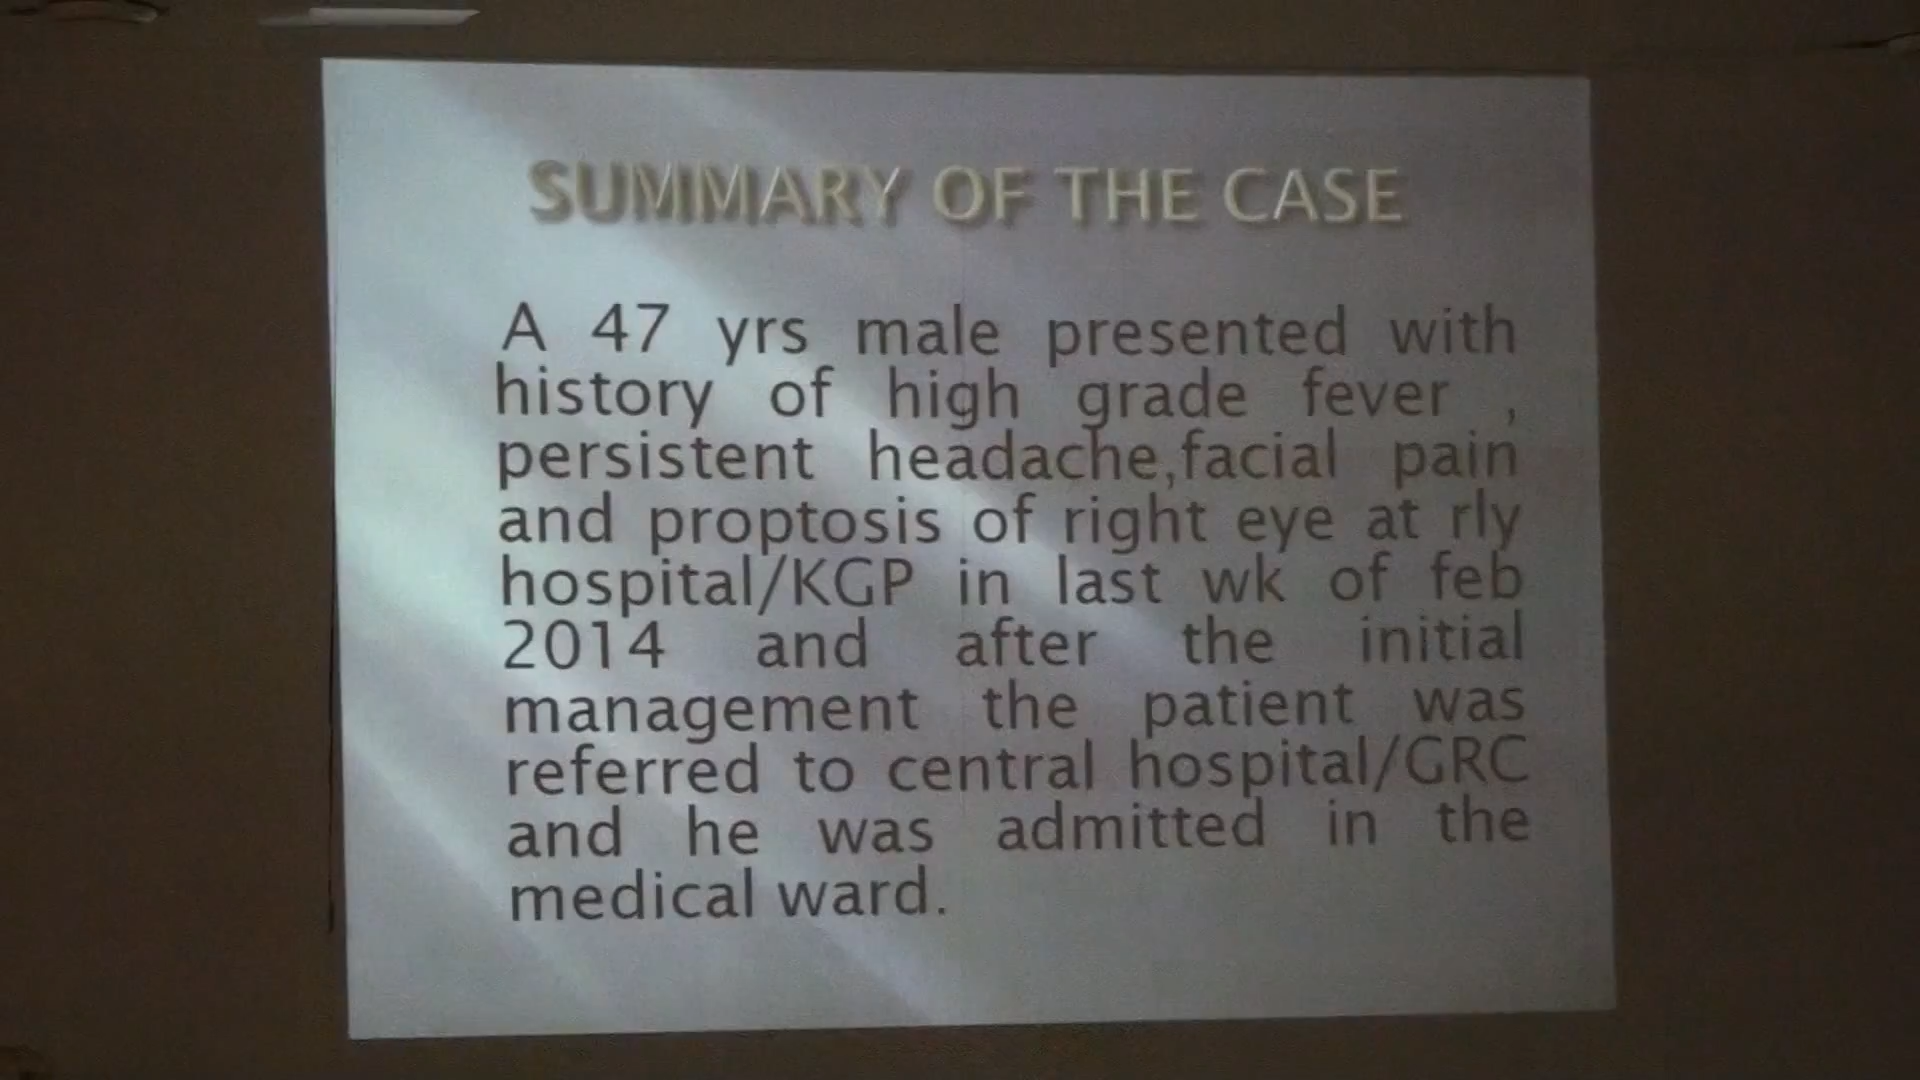 SUMMARY OF THE CASE
A 47 yrs male presented with
history of high grade fever ,
persistent headache,facial pain
and proptosis of right eye at rly
hospital/KGP in last wk of feb
2014 and after the initial
management the patient was
referred to central hospital/GRC
and he was admitted in the
medical ward.